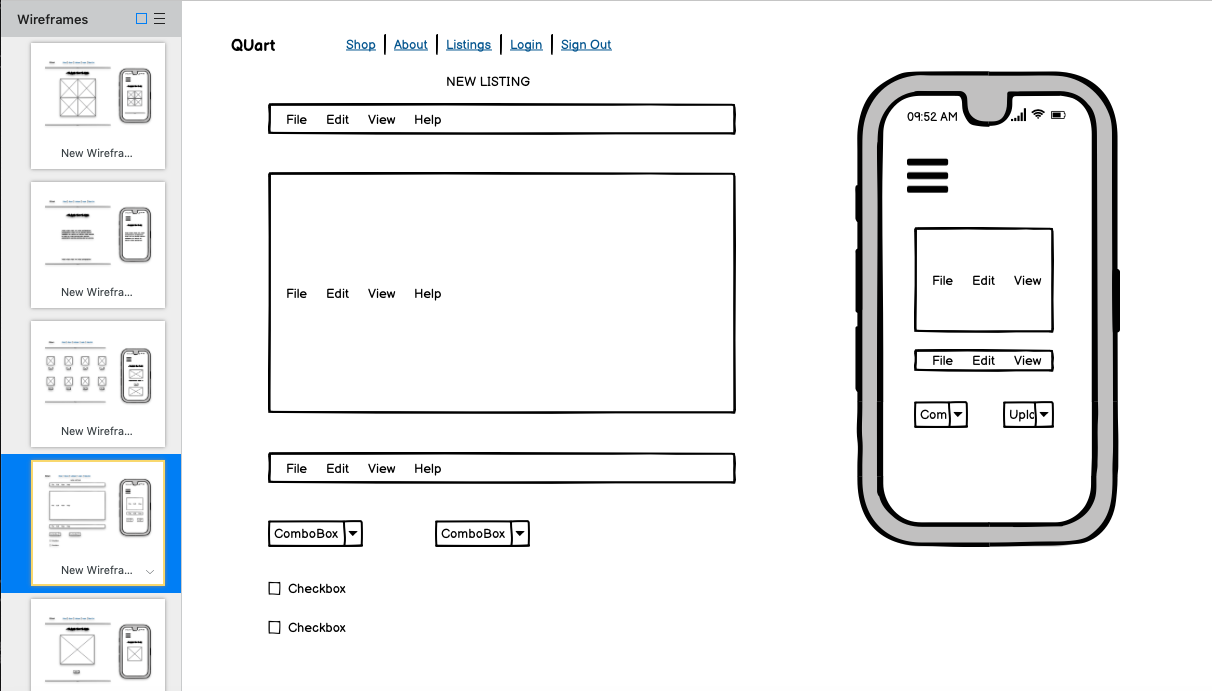 Wireframes
New Wirefra...
New Wirefra...
New Wirefra...
New Wirefra...
QUart
Shop About Listings Login Sign Out
NEW LISTING
File Edit View Help
File Edit View Help
File Edit View Help
ComboBox ComboBox
Checkbox
Checkbox
09:52 AM
File Edit View
File Edit View
Com Uplo